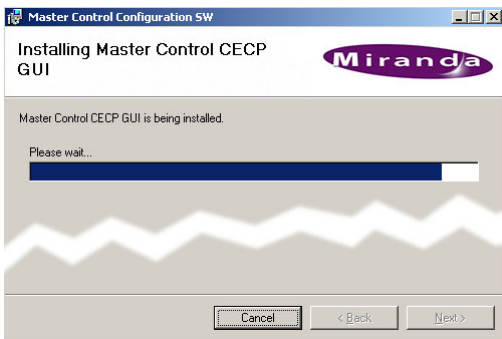 Master Control Configuration SW
Installing Master Control CECP
GUI
Miranda
Master Control CECP GUI is being installed.
Please wait...
Cancel
< Back
Next >